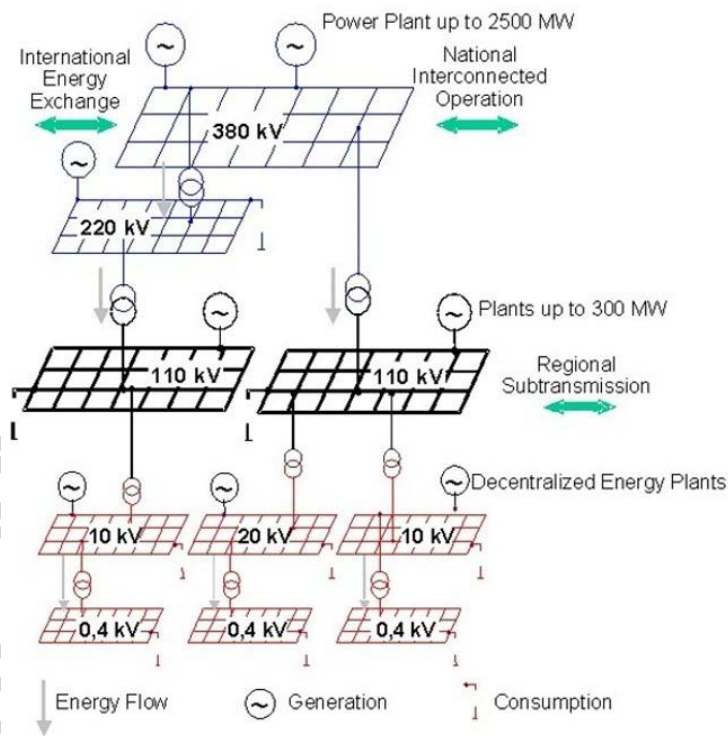 Power Plant up to 2500 MW
International
Energy
Exchange
National
Interconnected
Operation
380 kV
220 kV
Plants up to 300 MW
110 kV
110 kV
Regional
Subtransmission
Decentralized Energy Plants
10 kV
20 kV
10 kV
0,4 kV
0,4 kV
0,4 kV
Energy Flow
Generation
Consumption